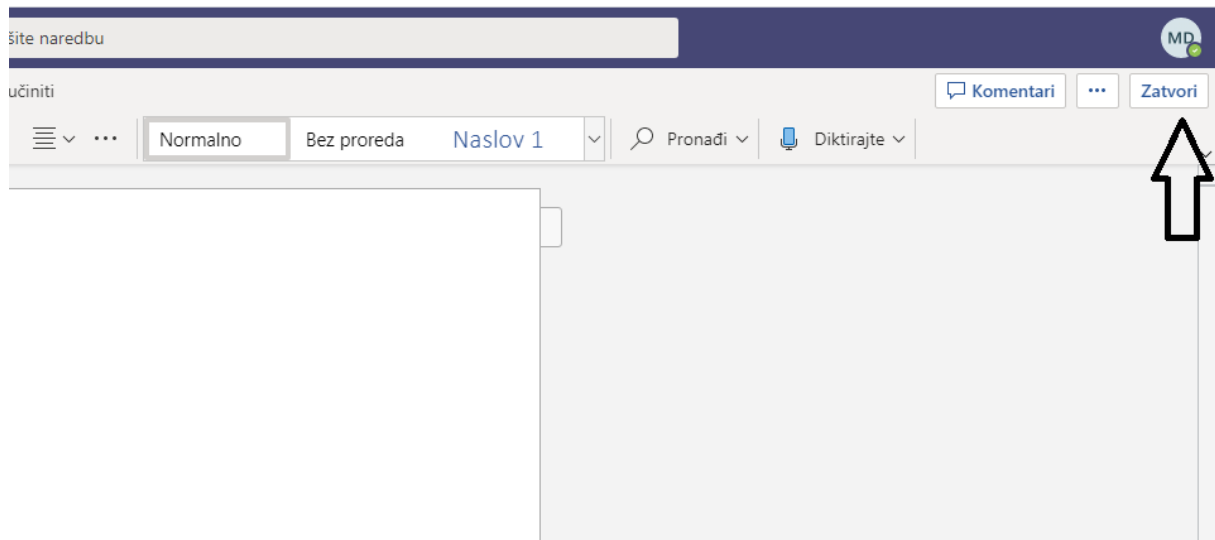 šite naredbu
MD
učiniti
Komentari ... Zatvori
... Normalno Bez proreda Naslov 1 Pronađi Diktirajte